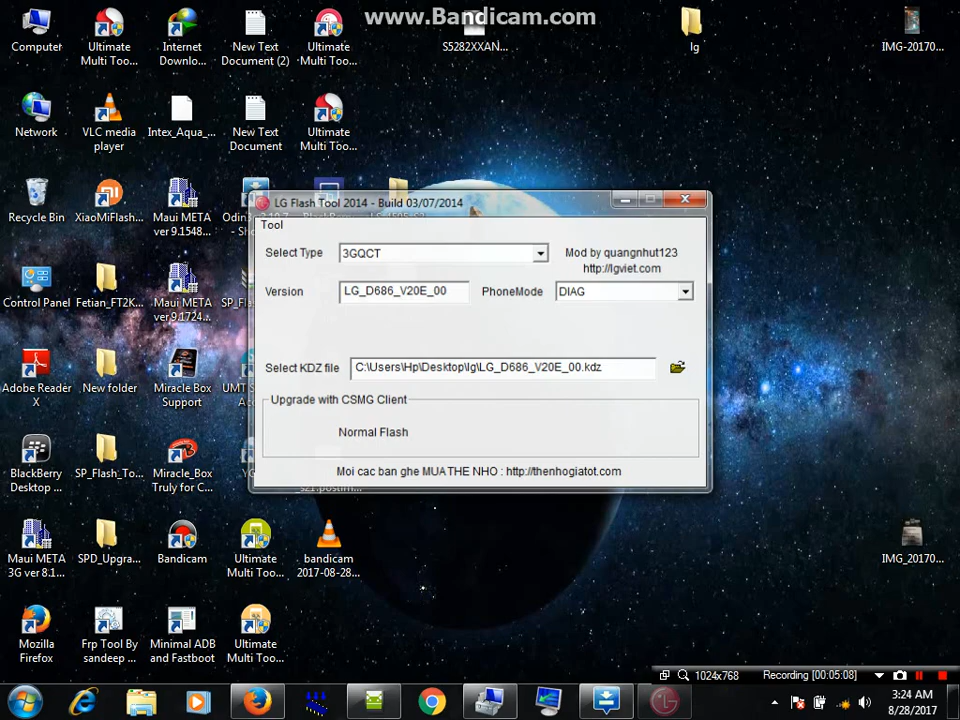 www.Bandicam.com
Computer
Ultimate
Multi Too...
Internet
Downlo...
New Text
Document (2)
Ultimate
Multi Too...
S5282XXAN...
lg
IMG-20170...
Network
VLC media
player
Intex_Aqua_...
New Text
Document
Ultimate
Multi Too...
Recycle Bin
XiaoMiFlash...
Maui META
ver 9.1548...
LG Flash Tool 2014 - Build 03/07/2014
Tool
Select Type
3GQCT
Mod by quangnhut123
http://lgviet.com
Version
LG_D686_V20E_00
PhoneMode
DIAG
Select KDZ file
C:\Users\Hp\Desktop\lg\LG_D686_V20E_00.kdz
Upgrade with CSMG Client
Normal Flash
Moi cac ban ghe MUA THE NHO : http://thenhogiatot.com
Control Panel
Fetian_FT2K...
Maui META
ver 9.1724...
Adobe Reader
X
New folder
Miracle Box
Support
BlackBerry
Desktop ...
SP_Flash_To...
Miracle_Box
Truly for C...
Maui META
3G ver 8.1...
SPD_Upgra...
Bandicam
Ultimate
Multi Too...
bandicam
2017-08-28...
IMG_20170...
Mozilla
Firefox
Frp Tool By
sandeep ...
Minimal ADB
and Fastboot
Ultimate
Multi Too...
1024x768
Recording [00:05:08]
3:24 AM
8/28/2017